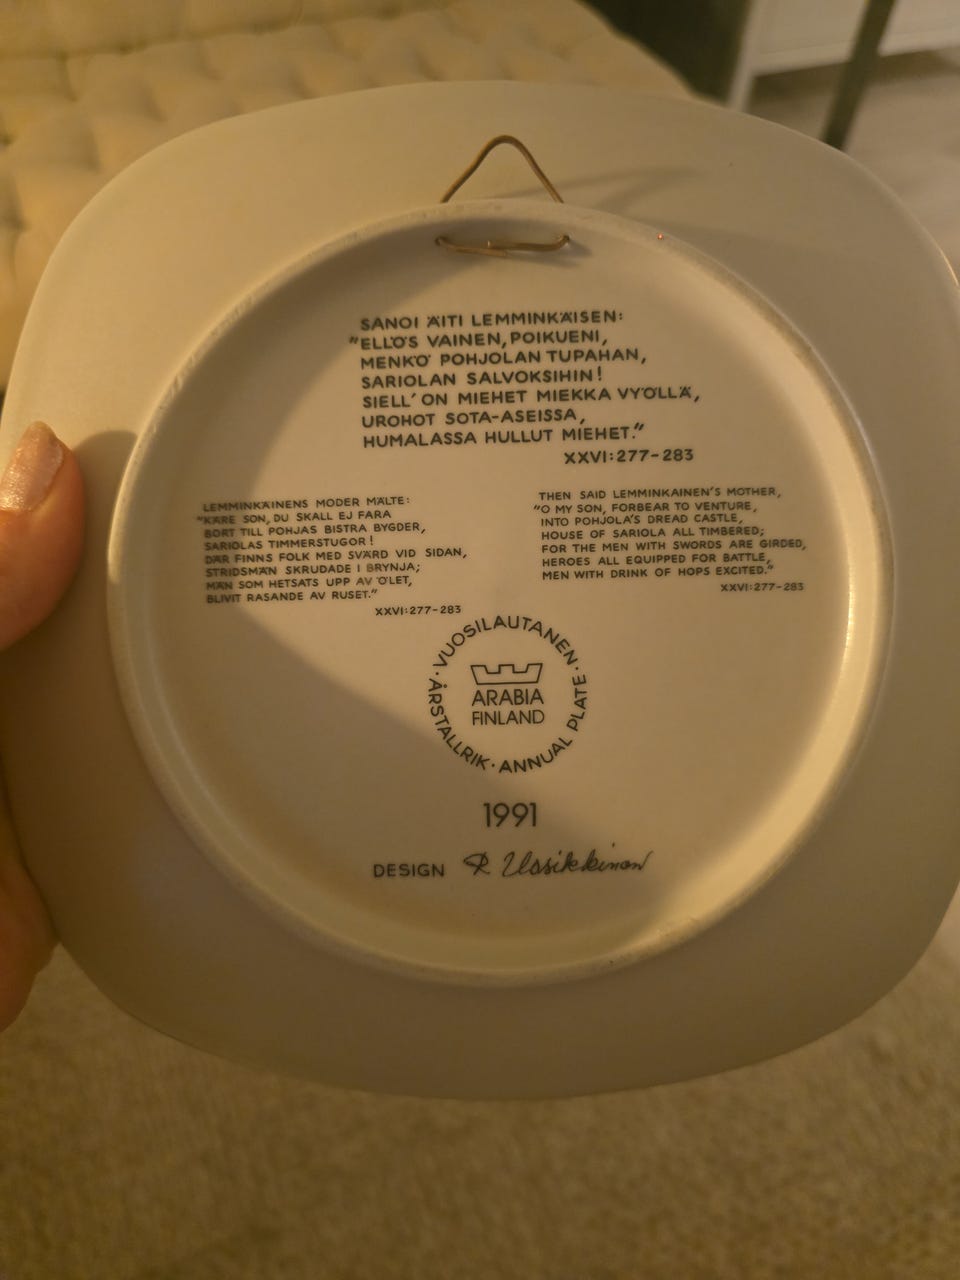 SANOI ÄITI LEMMINKÄISEN:
"ELLÖS VAINEN, POIKUENI,
MENKÖ POHJOLAN TUPAHAN,
SARIOLAN SALVOKSIHIN!
SIELL' ON MIEHET MIEKKA VYÖLLÄ,
UROHOT SOTA-ASEISSA,
HUMALASSA HULLUT MIEHET."
XXVI:277-283
LEMMINKÄINENS MODER MÄLTE:
"KÄRE SON, DU SKALL EJ FARA
BORT TILL POHJAS BISTRA BYGDER,
SARIOLAS TIMMERSTUGOR!
DÄR FINNS FOLK MED SVÄRD VID SIDAN,
STRIDSMÄN SKRUDADE I BRYNJA;
MÄN SOM HETSATS UPP AV ÖLET,
BLIVIT RASANDE AV RUSET."
XXVI:277-283
THEN SAID LEMMINKAINEN'S MOTHER,
"O MY SON, FORBEAR TO VENTURE,
INTO POHJOLA'S DREAD CASTLE,
HOUSE OF SARIOLA ALL TIMBERED;
FOR THE MEN WITH SWORDS ARE GIRDED,
HEROES ALL EQUIPPED FOR BATTLE,
MEN WITH DRINK OF HOPS EXCITED."
XXVI:277-283
· VUOSILAUTANEN ·
ARABIA
FINLAND
ÅRSTALLRIK · ANNUAL PLATE
1991
DESIGN R Uosikkinen